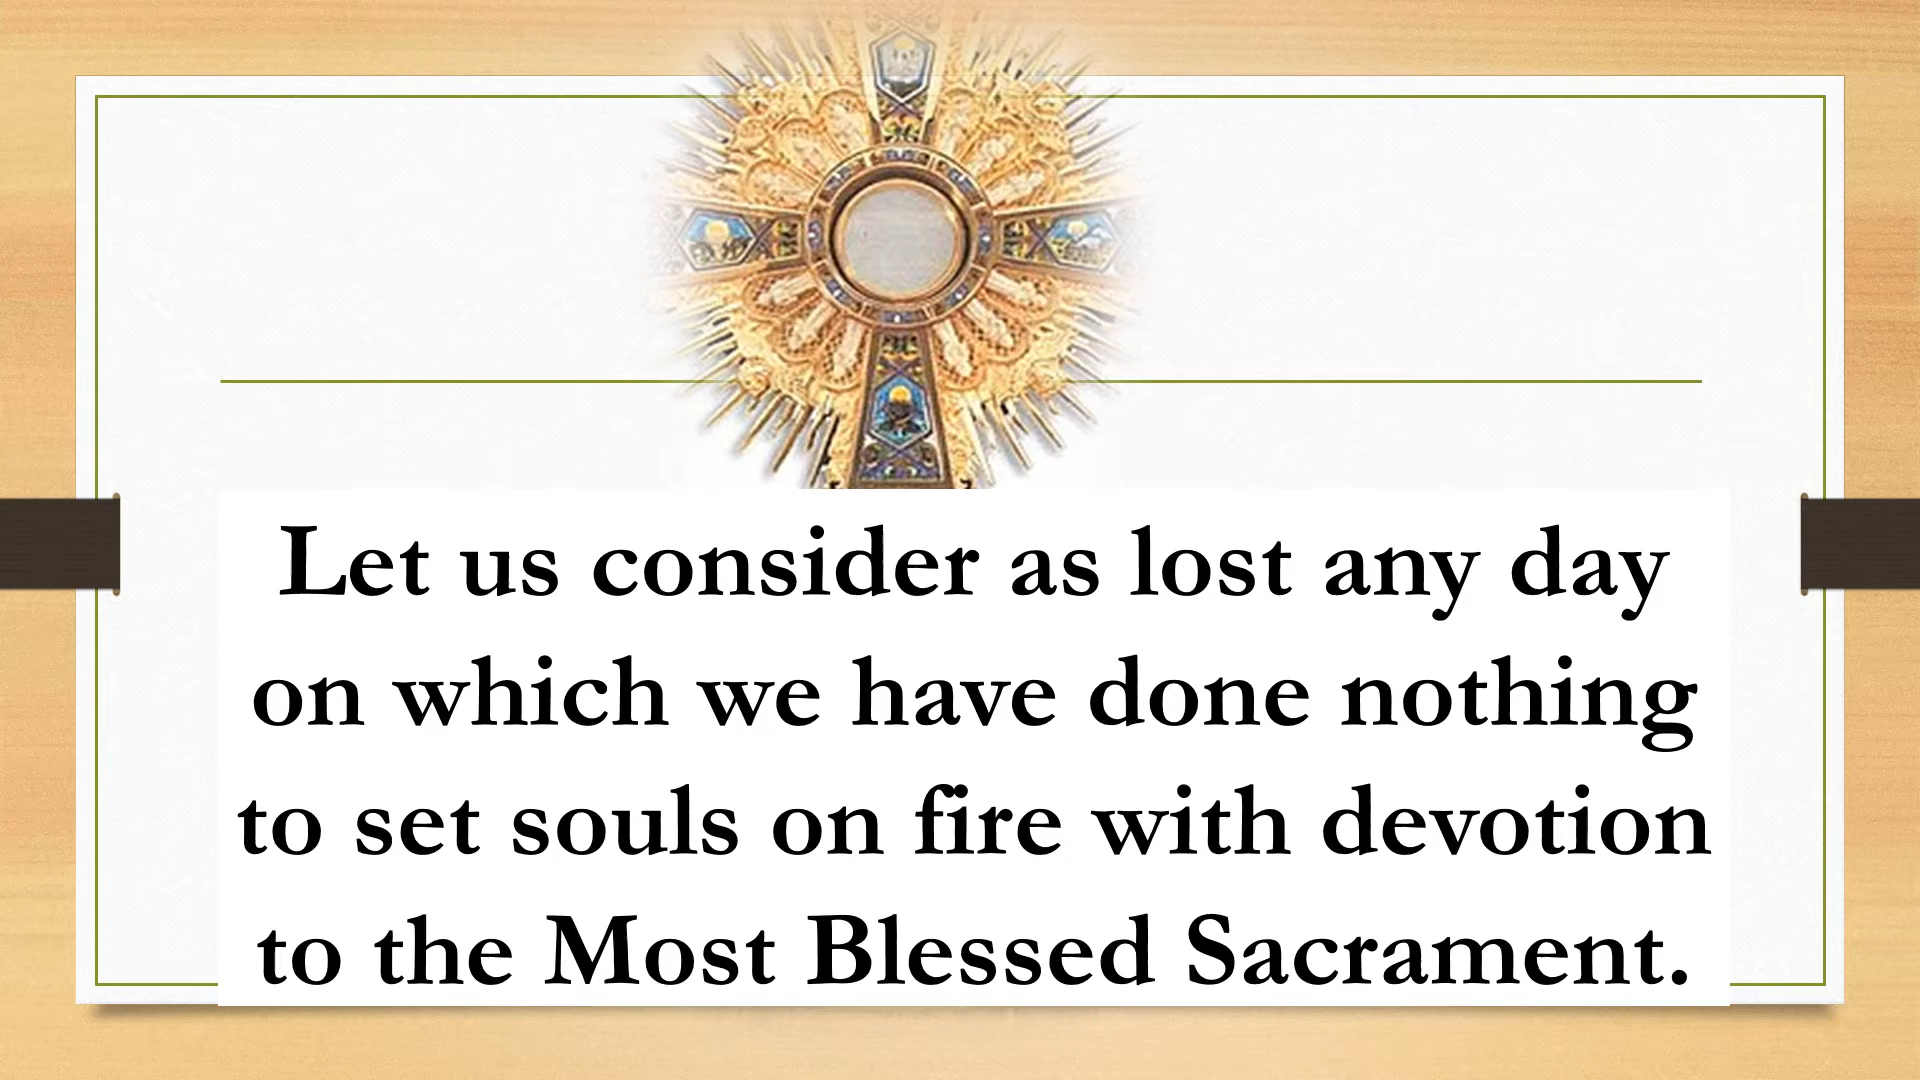 Let us consider as lost any day
on which we have done nothing
to set souls on fire with devotion
to the Most Blessed Sacrament.